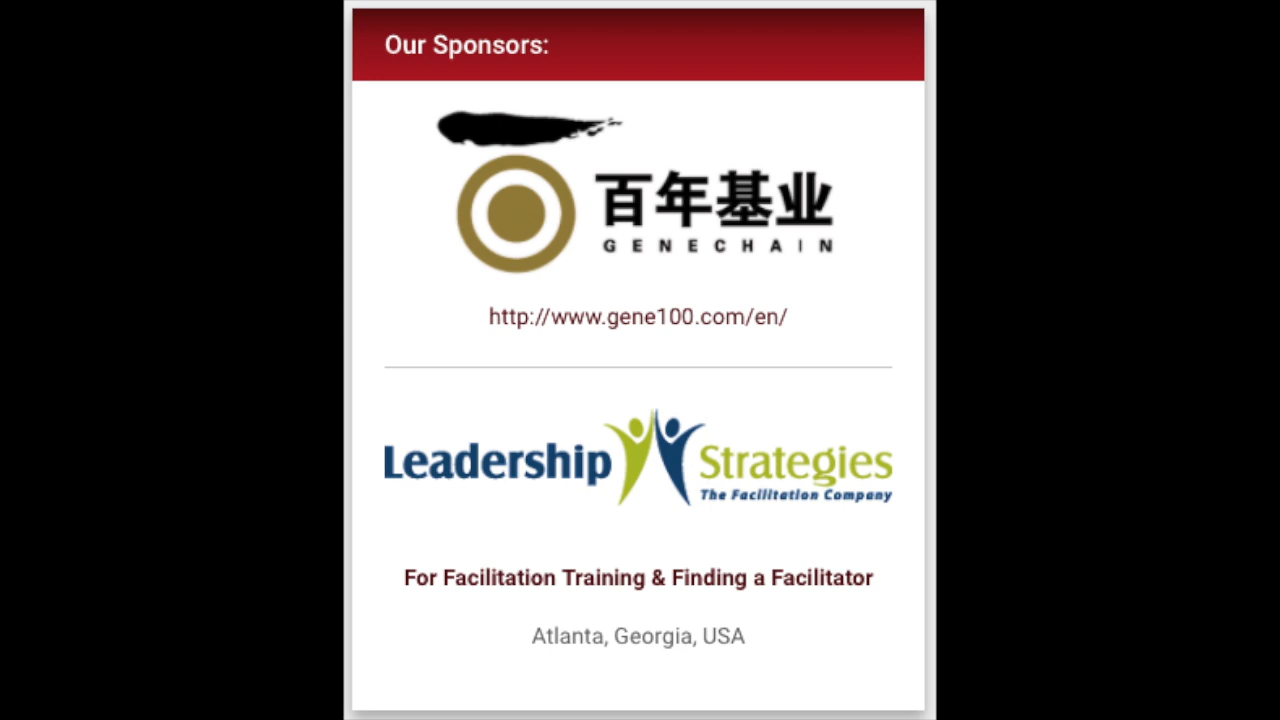 Our Sponsors:
百年基业
GENECHAIN
http://www.gene100.com/en/
Leadership Strategies
The Facilitation Company
For Facilitation Training & Finding a Facilitator
Atlanta, Georgia, USA